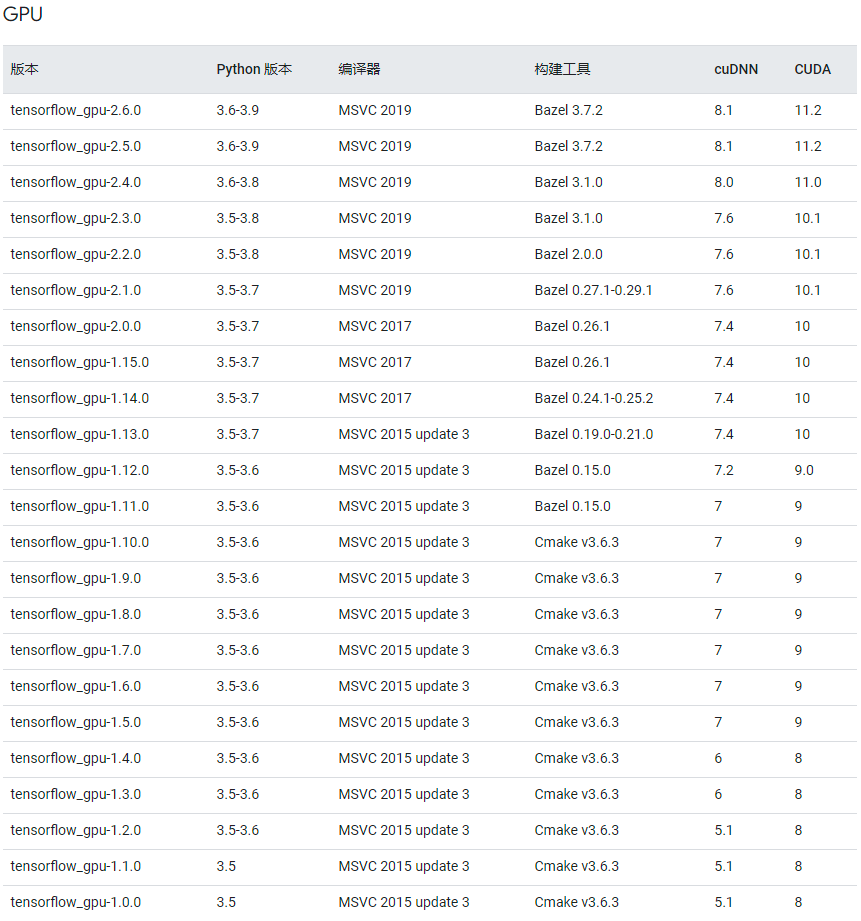 GPU
版本 Python 版本 编译器 构建工具 cuDNN CUDA
tensorflow_gpu-2.6.0 3.6-3.9 MSVC 2019 Bazel 3.7.2 8.1 11.2
tensorflow_gpu-2.5.0 3.6-3.9 MSVC 2019 Bazel 3.7.2 8.1 11.2
tensorflow_gpu-2.4.0 3.6-3.8 MSVC 2019 Bazel 3.1.0 8.0 11.0
tensorflow_gpu-2.3.0 3.5-3.8 MSVC 2019 Bazel 3.1.0 7.6 10.1
tensorflow_gpu-2.2.0 3.5-3.8 MSVC 2019 Bazel 2.0.0 7.6 10.1
tensorflow_gpu-2.1.0 3.5-3.7 MSVC 2019 Bazel 0.27.1-0.29.1 7.6 10.1
tensorflow_gpu-2.0.0 3.5-3.7 MSVC 2017 Bazel 0.26.1 7.4 10
tensorflow_gpu-1.15.0 3.5-3.7 MSVC 2017 Bazel 0.26.1 7.4 10
tensorflow_gpu-1.14.0 3.5-3.7 MSVC 2017 Bazel 0.24.1-0.25.2 7.4 10
tensorflow_gpu-1.13.0 3.5-3.7 MSVC 2015 update 3 Bazel 0.19.0-0.21.0 7.4 10
tensorflow_gpu-1.12.0 3.5-3.6 MSVC 2015 update 3 Bazel 0.15.0 7.2 9.0
tensorflow_gpu-1.11.0 3.5-3.6 MSVC 2015 update 3 Bazel 0.15.0 7 9
tensorflow_gpu-1.10.0 3.5-3.6 MSVC 2015 update 3 Cmake v3.6.3 7 9
tensorflow_gpu-1.9.0 3.5-3.6 MSVC 2015 update 3 Cmake v3.6.3 7 9
tensorflow_gpu-1.8.0 3.5-3.6 MSVC 2015 update 3 Cmake v3.6.3 7 9
tensorflow_gpu-1.7.0 3.5-3.6 MSVC 2015 update 3 Cmake v3.6.3 7 9
tensorflow_gpu-1.6.0 3.5-3.6 MSVC 2015 update 3 Cmake v3.6.3 7 9
tensorflow_gpu-1.5.0 3.5-3.6 MSVC 2015 update 3 Cmake v3.6.3 7 9
tensorflow_gpu-1.4.0 3.5-3.6 MSVC 2015 update 3 Cmake v3.6.3 6 8
tensorflow_gpu-1.3.0 3.5-3.6 MSVC 2015 update 3 Cmake v3.6.3 6 8
tensorflow_gpu-1.2.0 3.5-3.6 MSVC 2015 update 3 Cmake v3.6.3 5.1 8
tensorflow_gpu-1.1.0 3.5 MSVC 2015 update 3 Cmake v3.6.3 5.1 8
tensorflow_gpu-1.0.0 3.5 MSVC 2015 update 3 Cmake v3.6.3 5.1 8